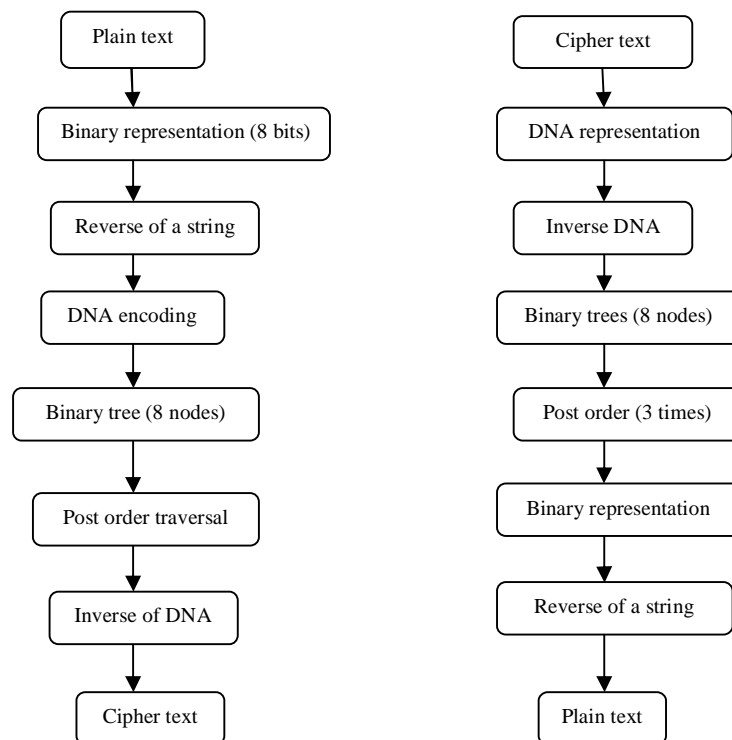 Plain text
Binary representation (8 bits)
Reverse of a string
DNA encoding
Binary tree (8 nodes)
Post order traversal
Inverse of DNA
Cipher text
Cipher text
DNA representation
Inverse DNA
Binary trees (8 nodes)
Post order (3 times)
Binary representation
Reverse of a string
Plain text